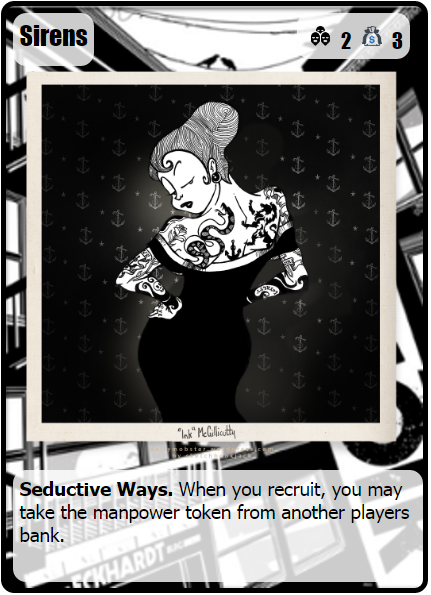 Sirens
2 $ 3
"Ink" McGillicutty
Seductive Ways. When you recruit, you may
take the manpower token from another players
bank.
ECKHARDT